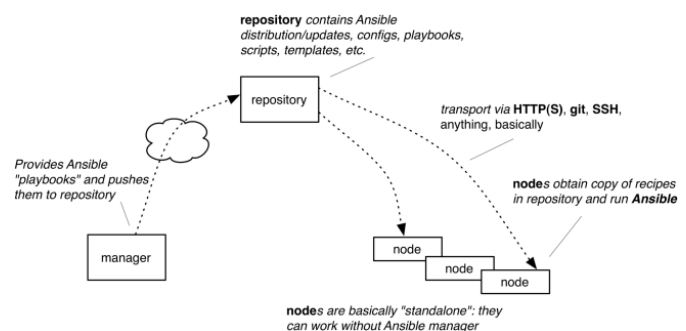 repository contains Ansible
distribution/updates, configs, playbooks,
scripts, templates, etc.
repository
transport via HTTP(S), git, SSH,
anything, basically
Provides Ansible
"playbooks" and pushes
them to repository
nodes obtain copy of recipes
in repository and run Ansible
manager
node
node
node
nodes are basically "standalone": they
can work without Ansible manager